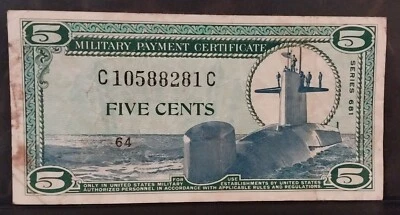 5 MILITARY PAYMENT CERTIFICATE 5
C10588281C
SERIES 681
FIVE CENTS
64
5 5
ONLY IN UNITED STATES MILITARY ESTABLISHMENTS BY UNITED STATES
FOR USE
AUTHORIZED PERSONNEL IN ACCORDANCE WITH APPLICABLE RULES AND REGULATIONS